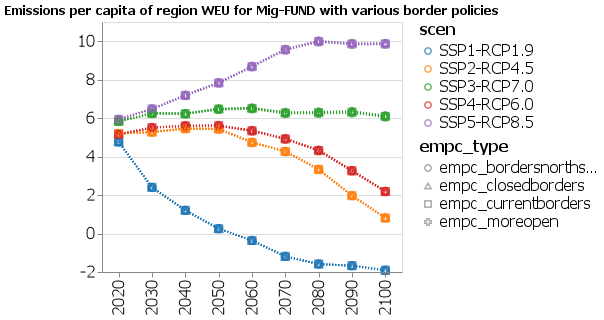 Emissions per capita of region WEU for Mig-FUND with various border policies
scen
SSP1-RCP1.9
SSP2-RCP4.5
SSP3-RCP7.0
SSP4-RCP6.0
SSP5-RCP8.5
empc_type
empc_bordersnorths...
empc_closedborders
empc_currentborders
empc_moreopen
10
8
6
4
2
0
-2
2020
2030
2040
2050
2060
2070
2080
2090
2100